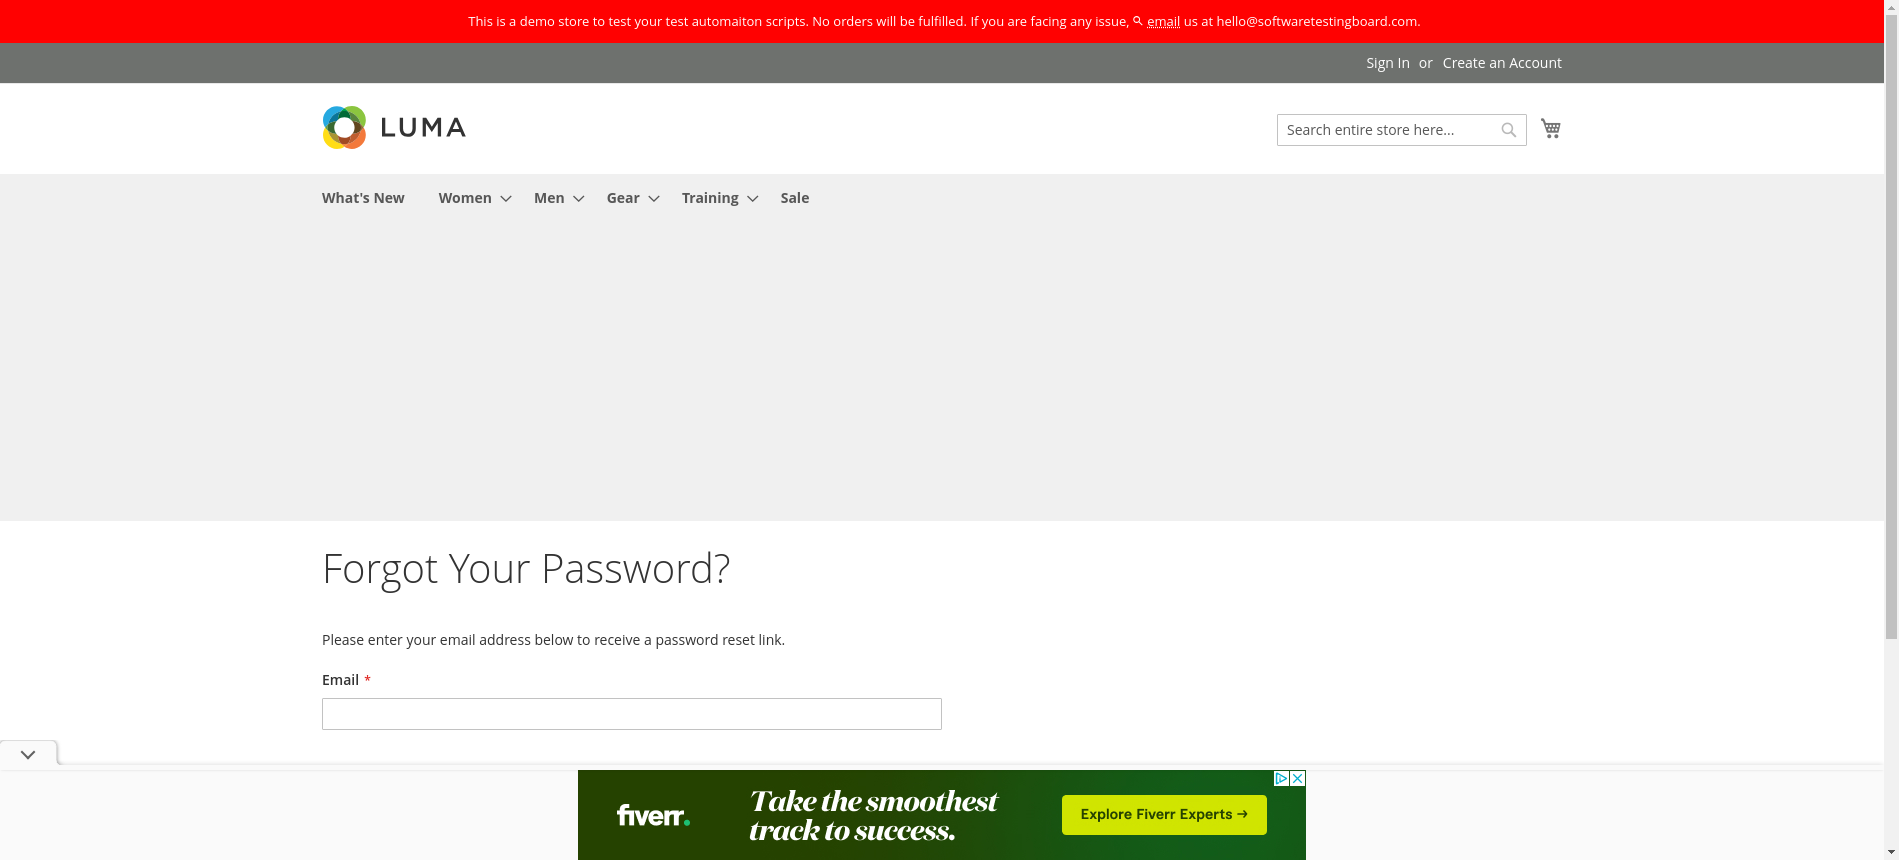 This is a demo store to test your test automaiton scripts. No orders will be fulfilled. If you are facing any issue, email us at hello@softwaretestingboard.com.
Sign In or Create an Account
LUMA
Search entire store here...
What's New Women Men Gear Training Sale
Forgot Your Password?
Please enter your email address below to receive a password reset link.
Email *
fiverr.
Take the smoothest
track to success.
Explore Fiverr Experts →